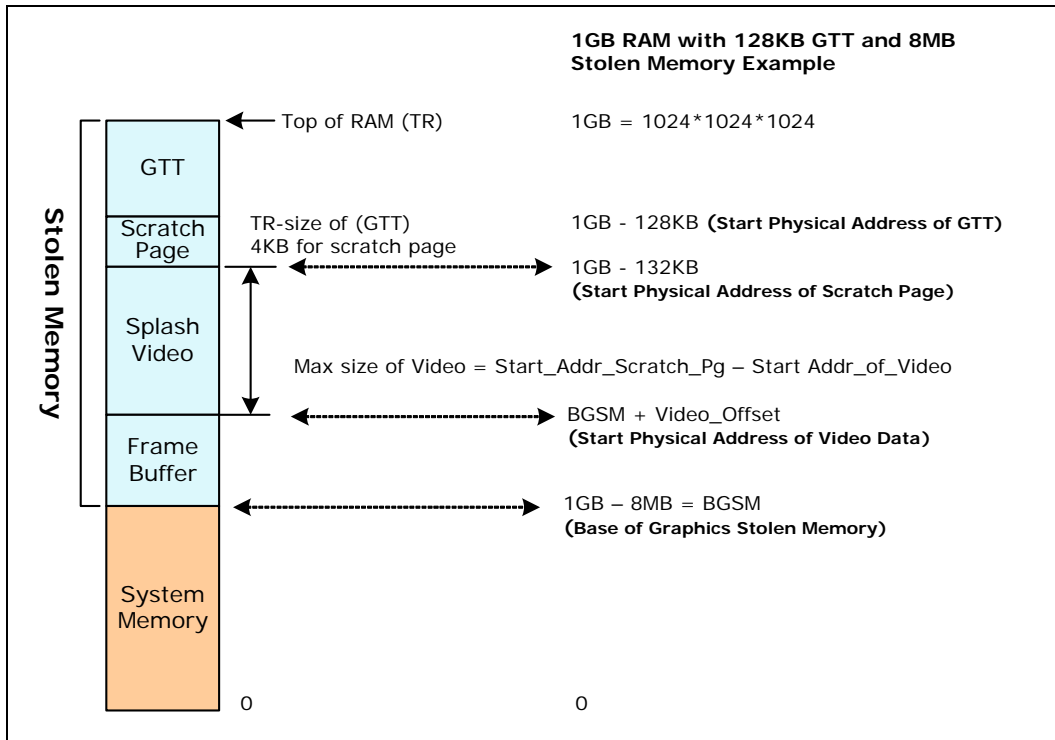 1GB RAM with 128KB GTT and 8MB
Stolen Memory Example
Top of RAM (TR)
1GB = 1024*1024*1024
GTT
Stolen Memory
Scratch
Page
TR-size of (GTT)
4KB for scratch page
1GB - 128KB (Start Physical Address of GTT)
1GB - 132KB
(Start Physical Address of Scratch Page)
Splash
Video
Max size of Video = Start_Addr_Scratch_Pg – Start Addr_of_Video
BGSM + Video_Offset
(Start Physical Address of Video Data)
Frame
Buffer
1GB – 8MB = BGSM
(Base of Graphics Stolen Memory)
System
Memory
0
0